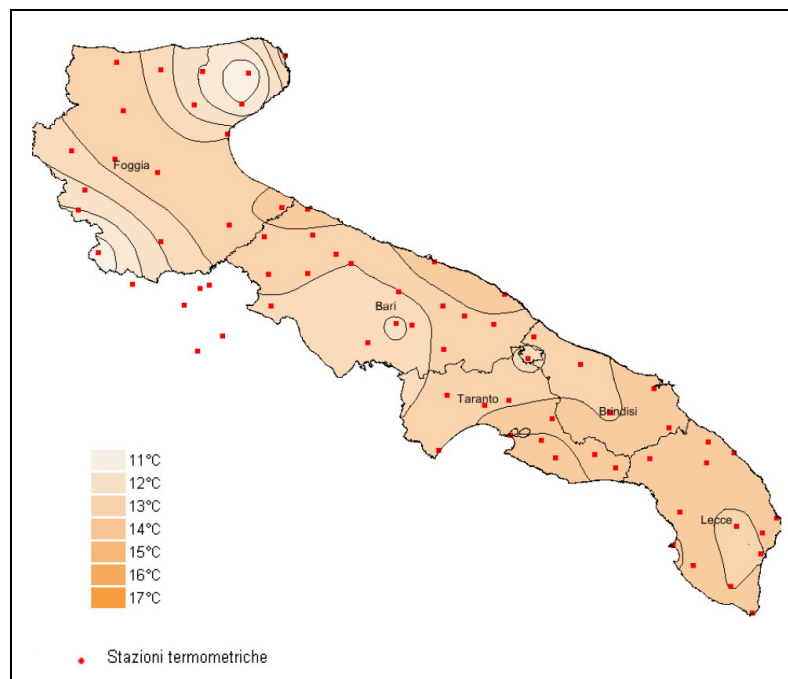 Foggia
Bari
Taranto
Brindisi
Lecce
11°C
12°C
13°C
14°C
15°C
16°C
17°C
Stazioni termometriche